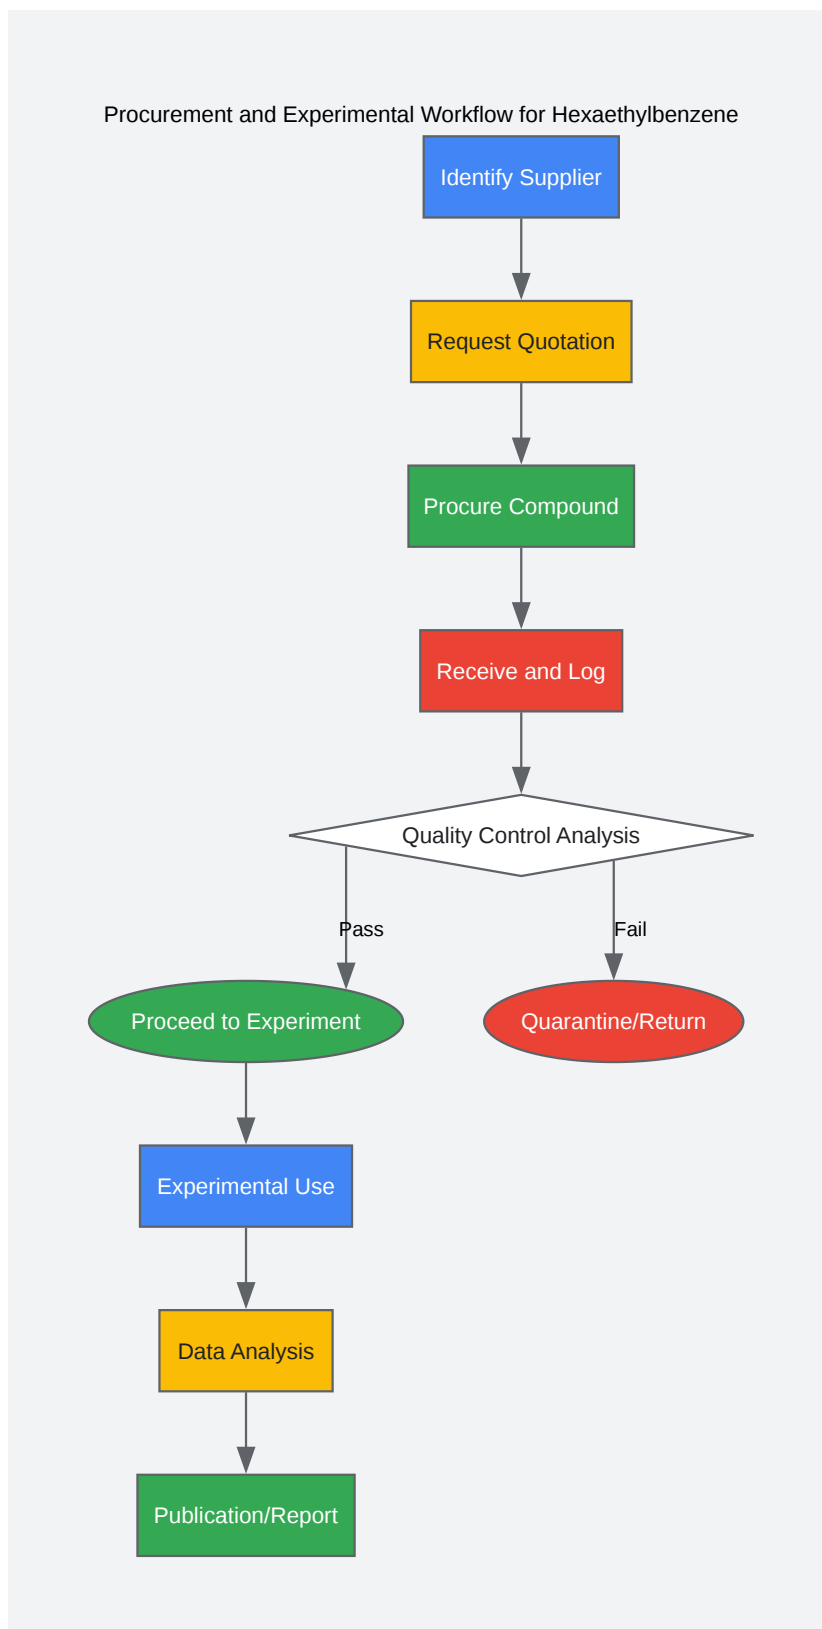 Procurement and Experimental Workflow for Hexaethylbenzene
Identify Supplier
Request Quotation
Procure Compound
Receive and Log
Quality Control Analysis
Pass
Fail
Proceed to Experiment
Quarantine/Return
Experimental Use
Data Analysis
Publication/Report